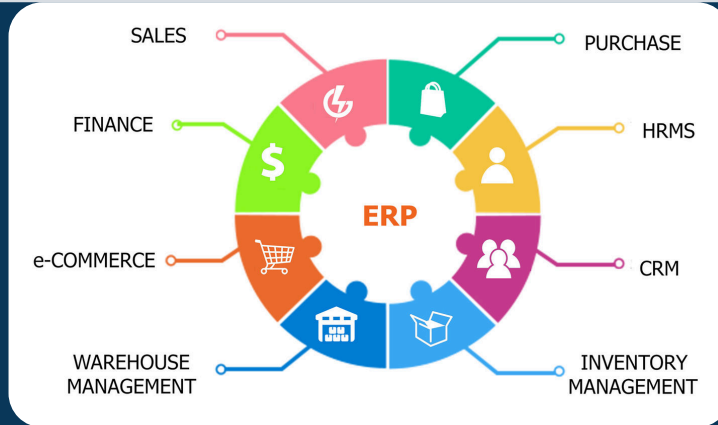 SALES
PURCHASE
FINANCE
HRMS
ERP
e-COMMERCE
CRM
WAREHOUSE
MANAGEMENT
INVENTORY
MANAGEMENT
$